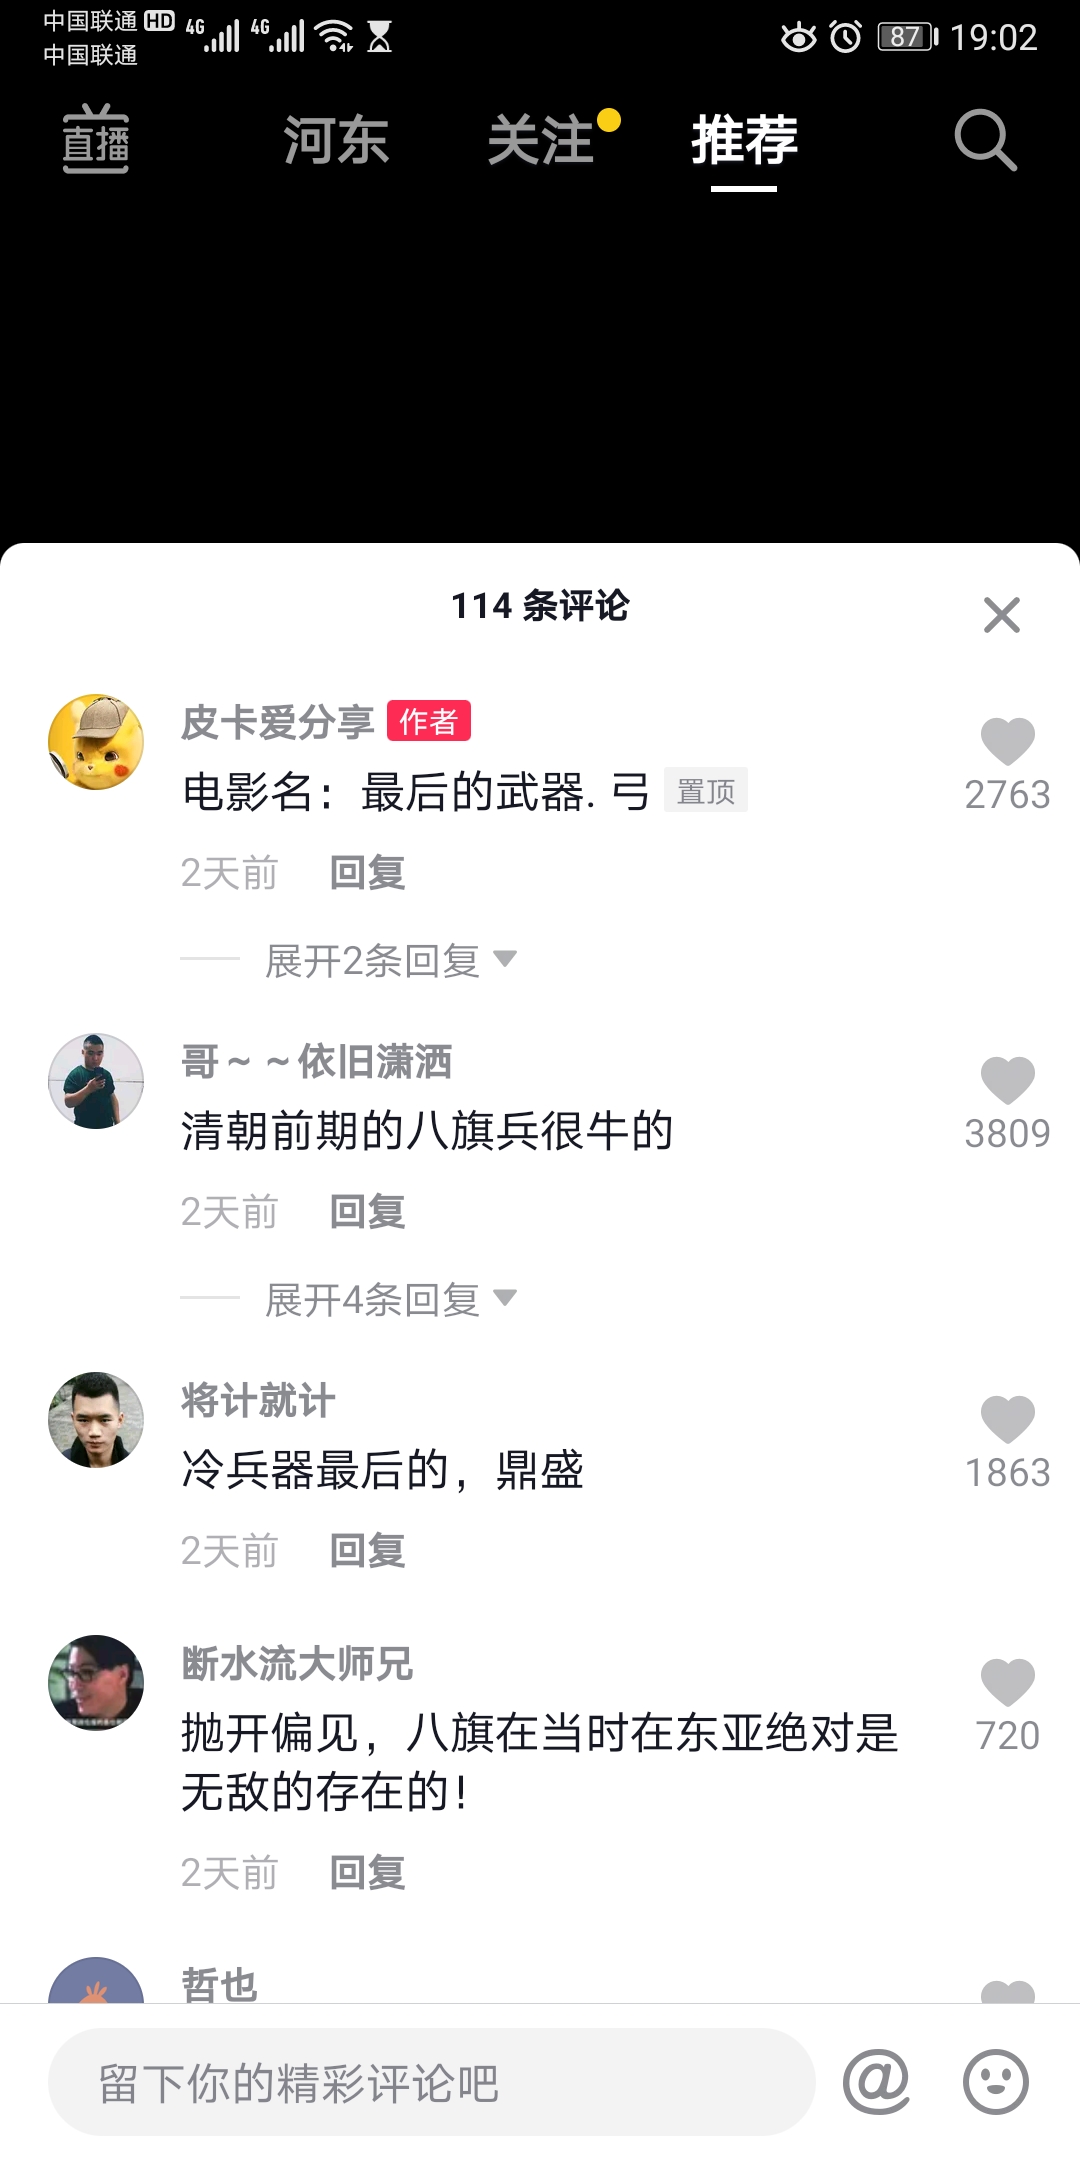 中国联通 HD 4G 4G 87 19:02
中国联通
直播 河东 关注 推荐
114 条评论
皮卡爱分享 作者
电影名：最后的武器. 弓 置顶
2763
2天前 回复
展开2条回复
哥～～依旧潇洒
清朝前期的八旗兵很牛的
3809
2天前 回复
展开4条回复
将计就计
冷兵器最后的，鼎盛
1863
2天前 回复
断水流大师兄
抛开偏见，八旗在当时在东亚绝对是
720
无敌的存在的！
2天前 回复
哲也
留下你的精彩评论吧 @